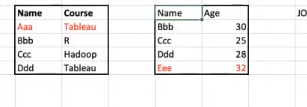 Name Course Name Age JO
Aaa Tableau Bbb 30
Bbb R Ccc 25
Ccc Hadoop Ddd 28
Ddd Tableau Eee 32